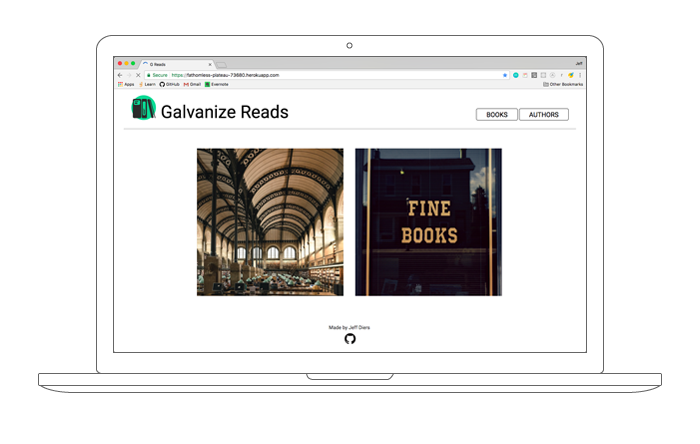 G Reads
Jeff
Secure https://fathomless-plateau-73680.herokuapp.com
Apps Learn GitHub Gmail Evernote Other Bookmarks
Galvanize Reads
BOOKS AUTHORS
FINE
BOOKS
Made by Jeff Diers